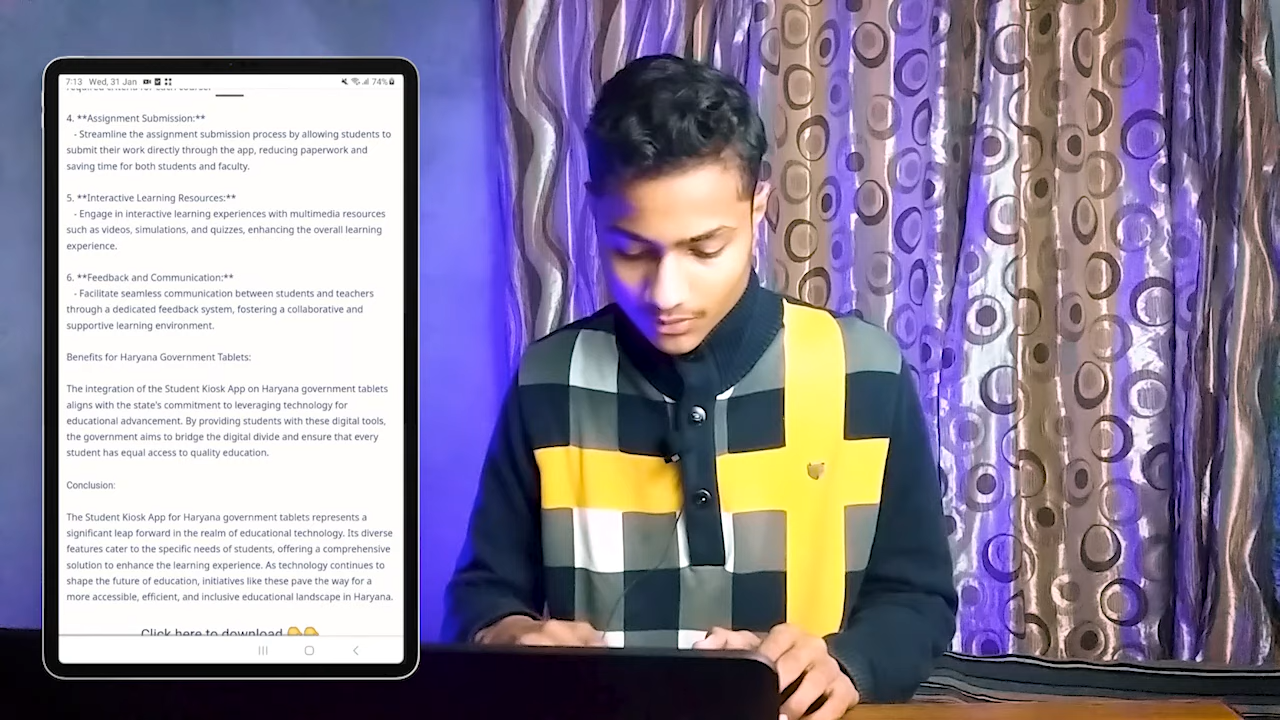 7:13 Wed, 31 Jan 74%
required criteria for each course.
4. **Assignment Submission:**
- Streamline the assignment submission process by allowing students to
submit their work directly through the app, reducing paperwork and
saving time for both students and faculty.
5. **Interactive Learning Resources:**
- Engage in interactive learning experiences with multimedia resources
such as videos, simulations, and quizzes, enhancing the overall learning
experience.
6. **Feedback and Communication:**
- Facilitate seamless communication between students and teachers
through a dedicated feedback system, fostering a collaborative and
supportive learning environment.
Benefits for Haryana Government Tablets:
The integration of the Student Kiosk App on Haryana government tablets
aligns with the state's commitment to leveraging technology for
educational advancement. By providing students with these digital tools,
the government aims to bridge the digital divide and ensure that every
student has equal access to quality education.
Conclusion:
The Student Kiosk App for Haryana government tablets represents a
significant leap forward in the realm of educational technology. Its diverse
features cater to the specific needs of students, offering a comprehensive
solution to enhance the learning experience. As technology continues to
shape the future of education, initiatives like these pave the way for a
more accessible, efficient, and inclusive educational landscape in Haryana.
Click here to download 👇👇